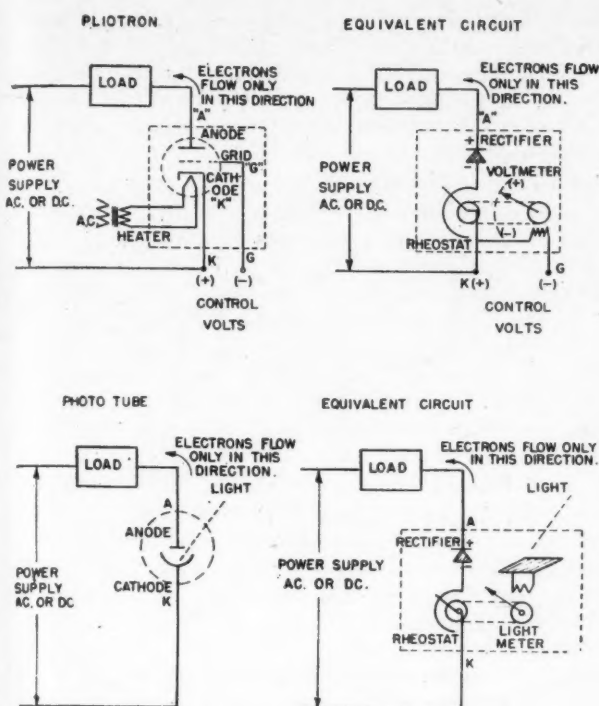 PLIOTRON
LOAD
ELECTRONS
FLOW ONLY
IN THIS DIRECTION
"A"
ANODE
GRID
"G"
CATH-
ODE
"K"
POWER
SUPPLY
A.C. OR D.C.
A.C.
HEATER
K
G
(+)
(−)
CONTROL
VOLTS
EQUIVALENT CIRCUIT
LOAD
ELECTRONS FLOW
ONLY IN THIS
DIRECTION.
"A"
+ RECTIFIER
VOLTMETER
(+)
(−)
POWER
SUPPLY
A.C. OR D.C.
RHEOSTAT
K (+)
G
(−)
CONTROL
VOLTS
PHOTO TUBE
LOAD
ELECTRONS FLOW
ONLY IN THIS
DIRECTION.
LIGHT
A
ANODE
CATHODE
K
POWER
SUPPLY
AC. OR DC
EQUIVALENT CIRCUIT
LOAD
ELECTRONS FLOW ONLY
IN THIS DIRECTION.
LIGHT
A
RECTIFIER +
POWER SUPPLY
AC. OR DC.
RHEOSTAT
LIGHT
METER
K